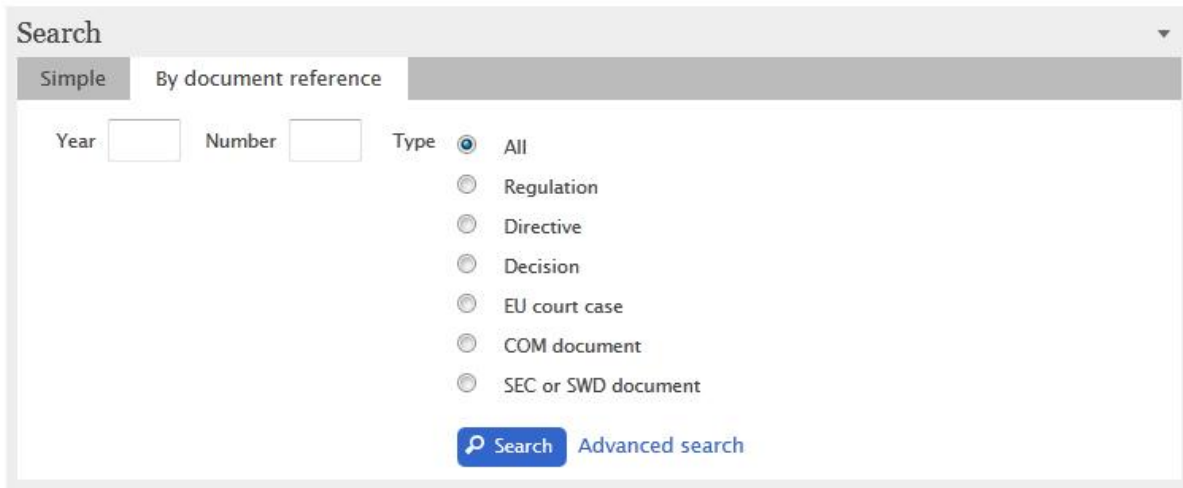 Search
Simple By document reference
Year Number Type All
Regulation
Directive
Decision
EU court case
COM document
SEC or SWD document
Search Advanced search